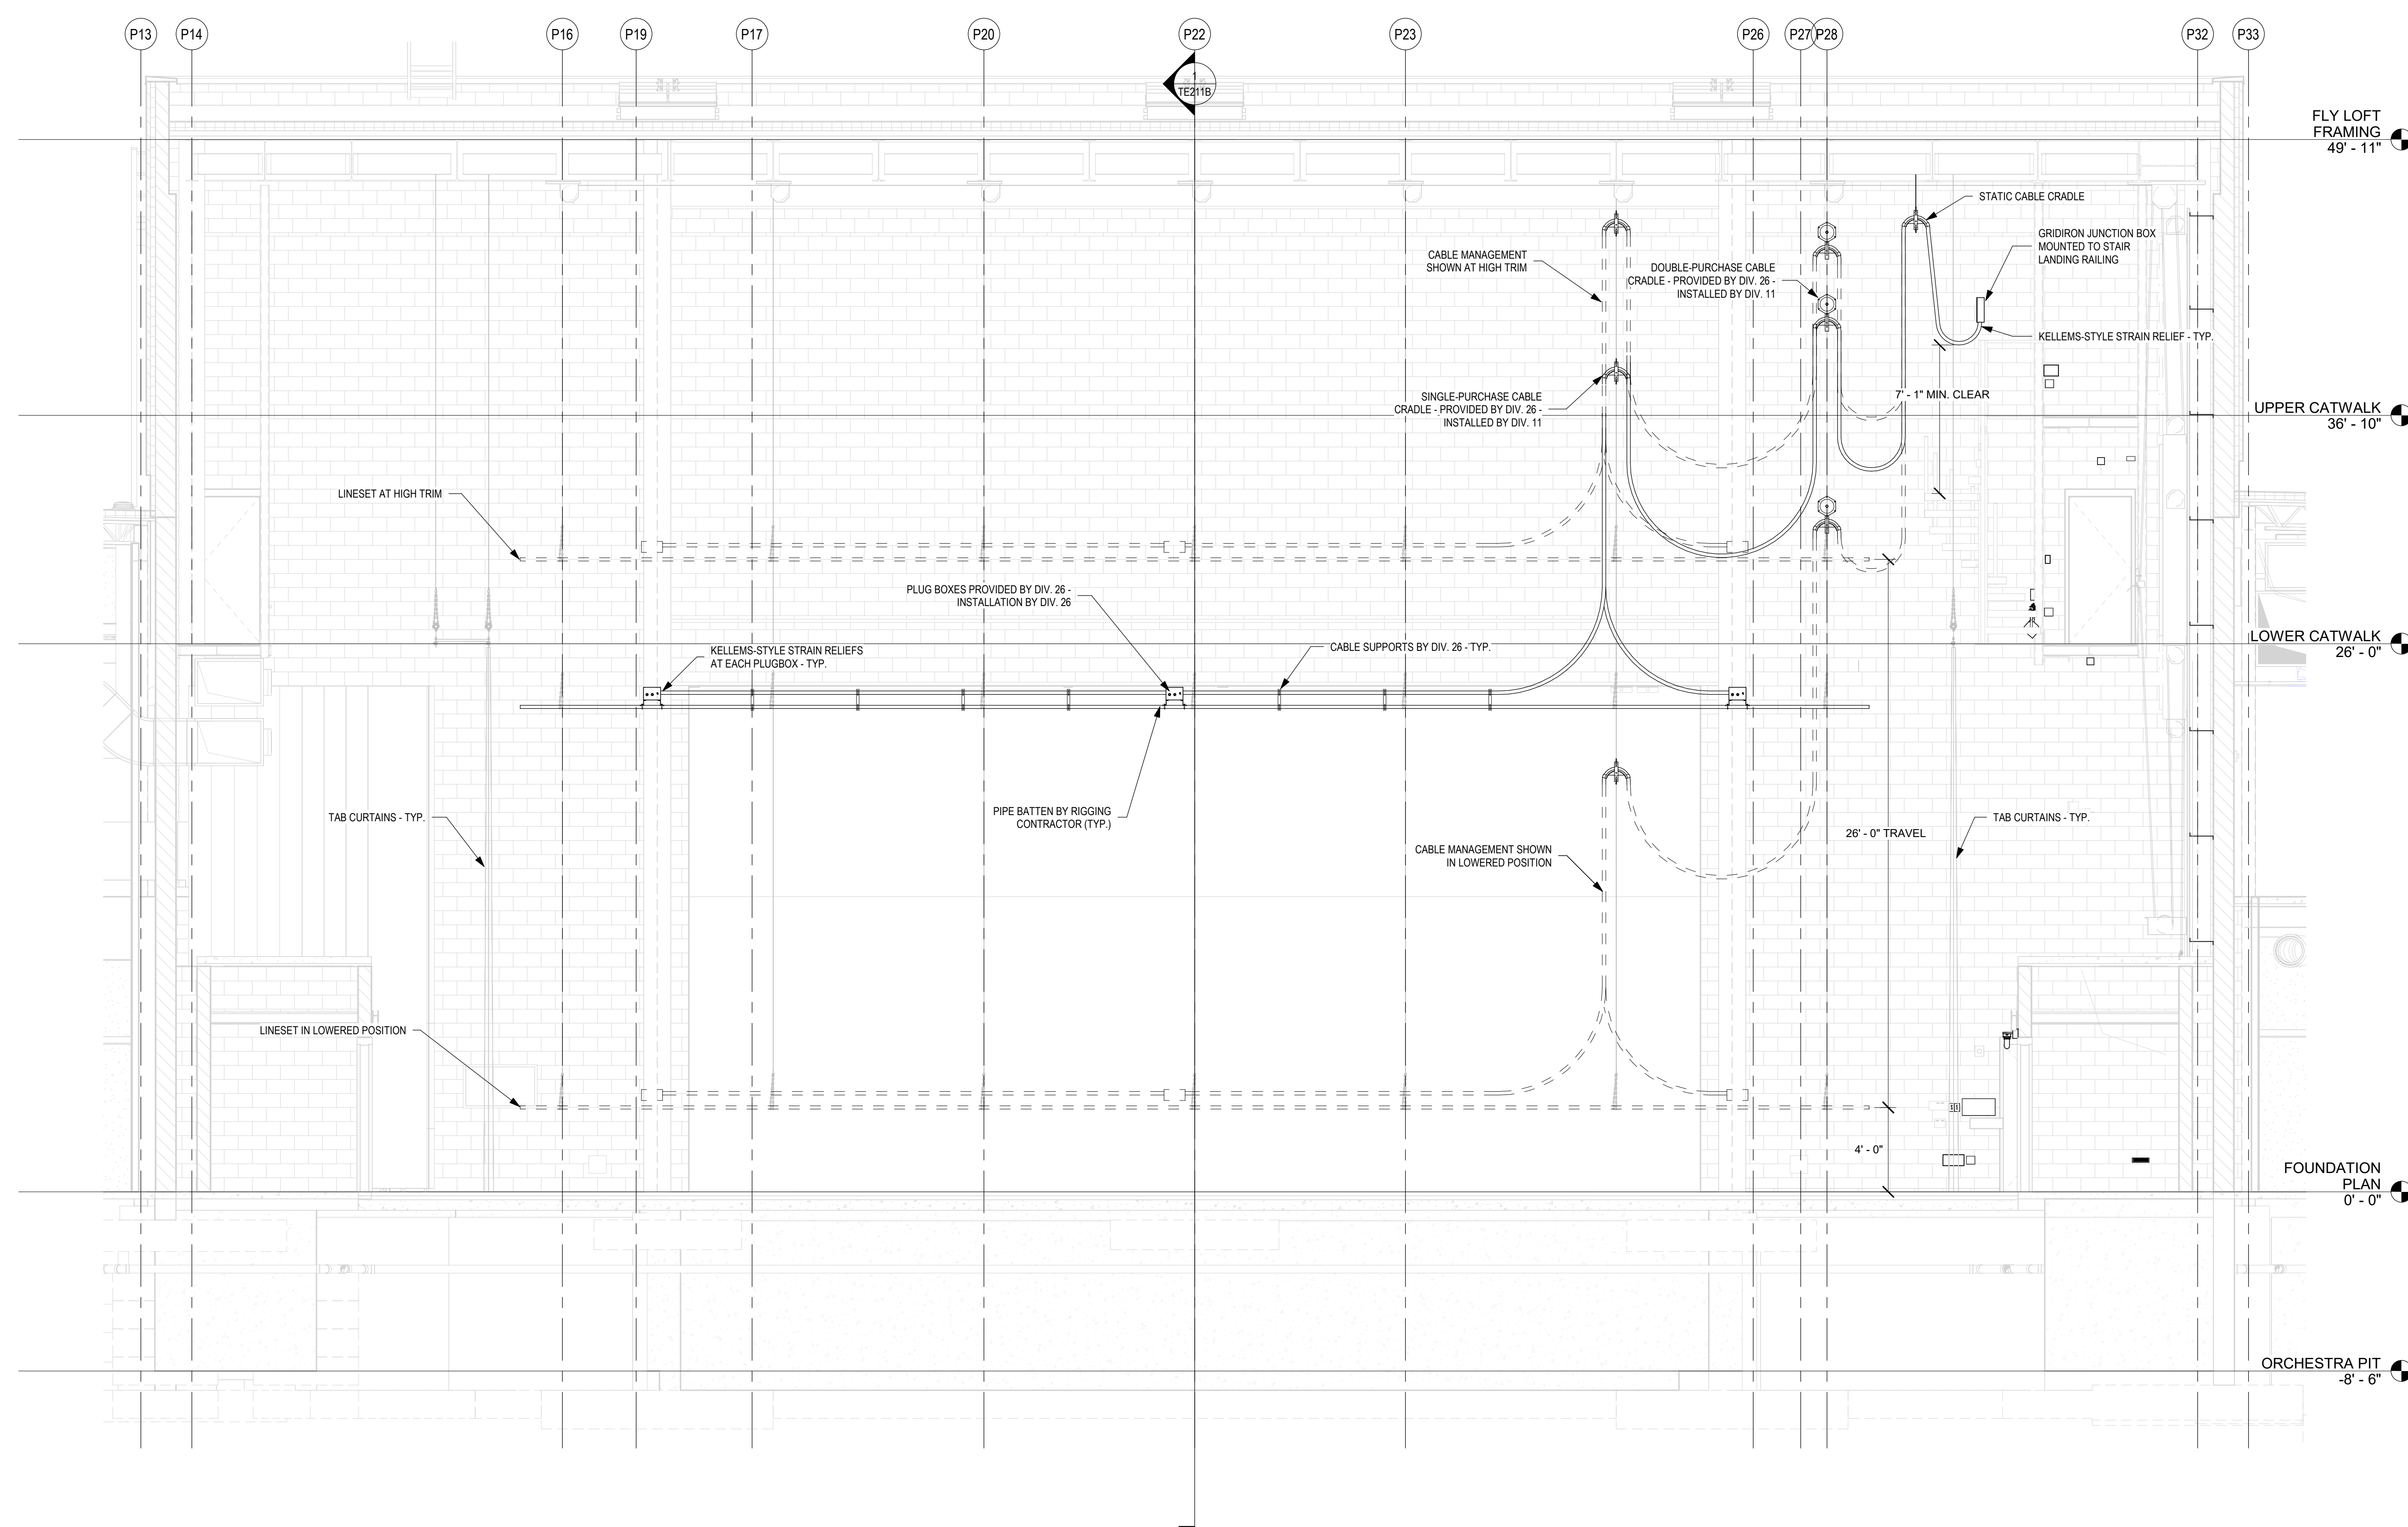 P13
P14
P16
P19
P17
P20
P22
P23
P26
P27
P28
P32
P33
1
TE211B
FLY LOFT
FRAMING
49' - 11"
STATIC CABLE CRADLE
GRIDIRON JUNCTION BOX
MOUNTED TO STAIR
LANDING RAILING
CABLE MANAGEMENT
SHOWN AT HIGH TRIM
DOUBLE-PURCHASE CABLE
CRADLE - PROVIDED BY DIV. 26 -
INSTALLED BY DIV. 11
KELLEMS-STYLE STRAIN RELIEF - TYP.
7' - 1" MIN. CLEAR
SINGLE-PURCHASE CABLE
CRADLE - PROVIDED BY DIV. 26 -
INSTALLED BY DIV. 11
UPPER CATWALK
36' - 10"
LINESET AT HIGH TRIM
PLUG BOXES PROVIDED BY DIV. 26 -
INSTALLATION BY DIV. 26
KELLEMS-STYLE STRAIN RELIEFS
AT EACH PLUGBOX - TYP.
CABLE SUPPORTS BY DIV. 26 - TYP.
LOWER CATWALK
26' - 0"
TAB CURTAINS - TYP.
PIPE BATTEN BY RIGGING
CONTRACTOR (TYP.)
TAB CURTAINS - TYP.
26' - 0" TRAVEL
CABLE MANAGEMENT SHOWN
IN LOWERED POSITION
LINESET IN LOWERED POSITION
4' - 0"
FOUNDATION
PLAN
0' - 0"
ORCHESTRA PIT
-8' - 6"